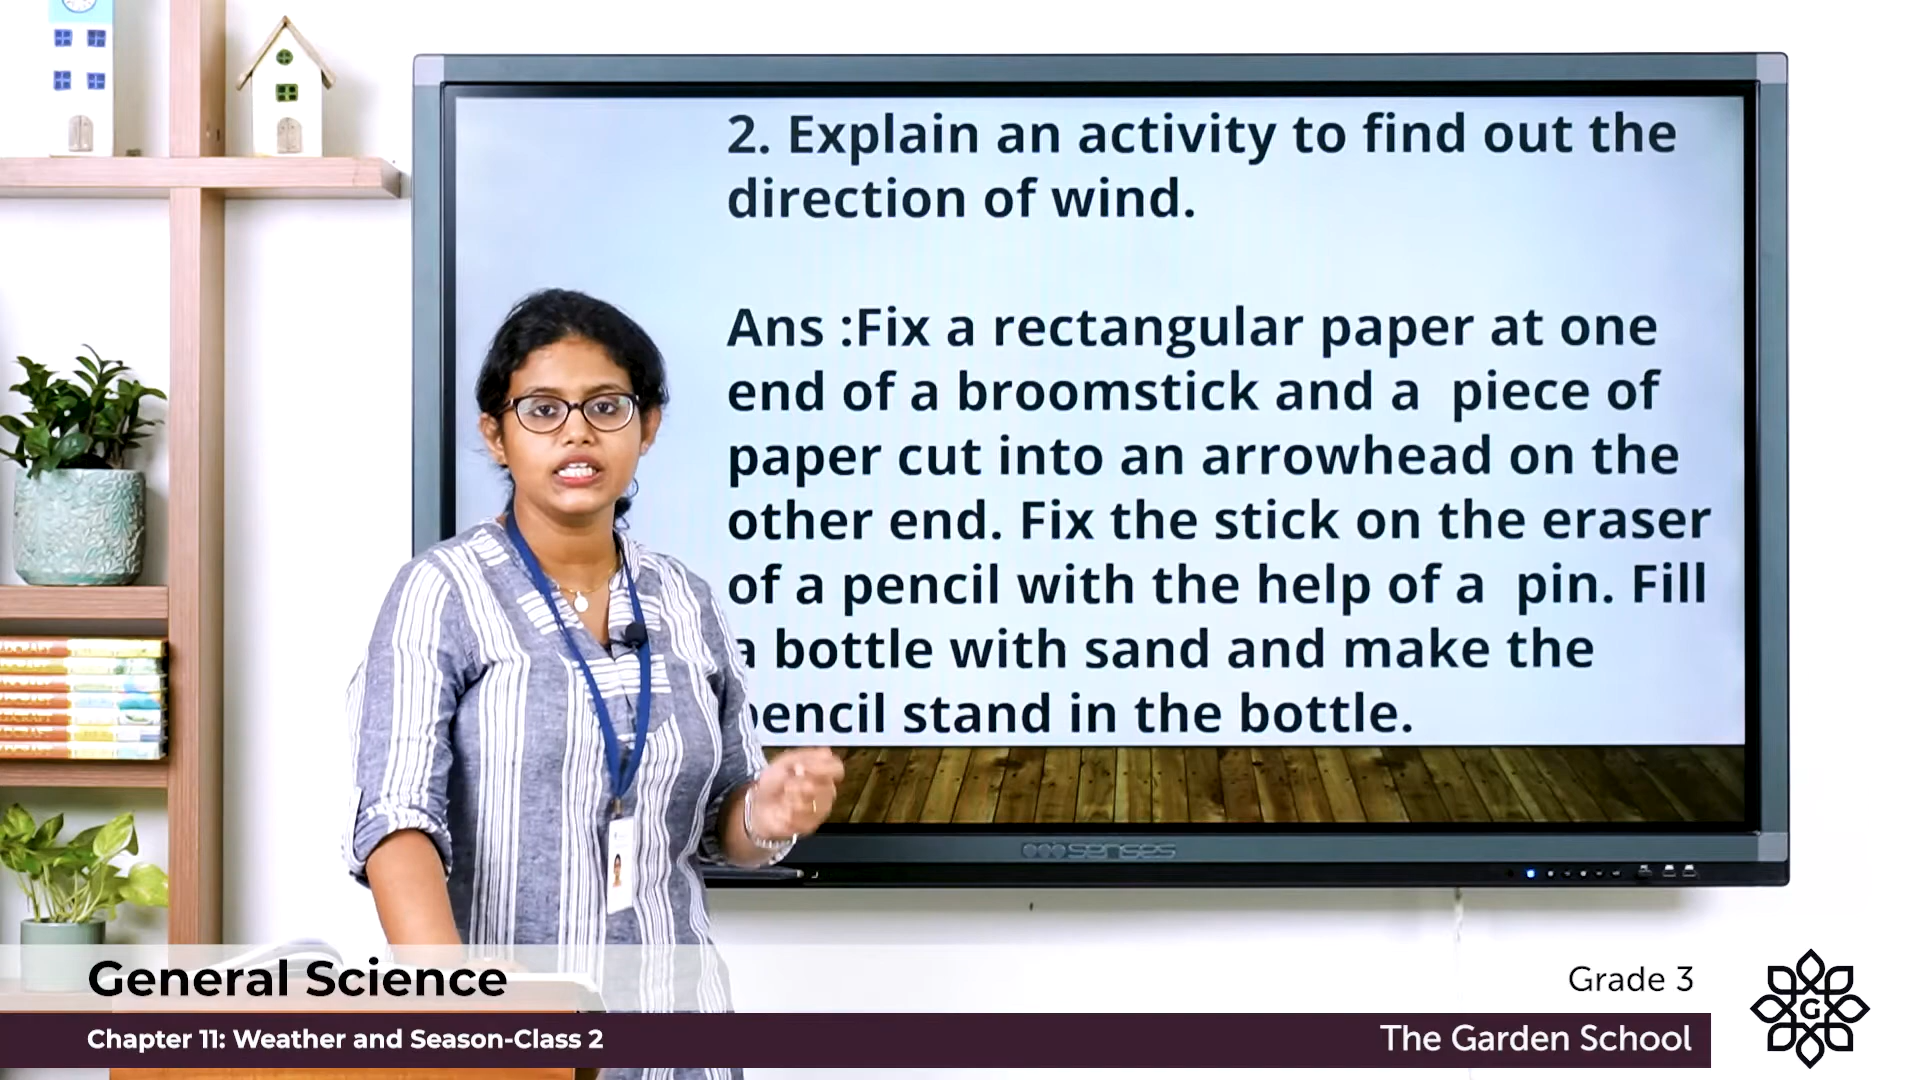 2. Explain an activity to find out the
direction of wind.
Ans :Fix a rectangular paper at one
end of a broomstick and a piece of
paper cut into an arrowhead on the
other end. Fix the stick on the eraser
of a pencil with the help of a pin. Fill
a bottle with sand and make the
pencil stand in the bottle.
senses
General Science
Grade 3
Chapter 11: Weather and Season-Class 2
The Garden School
G